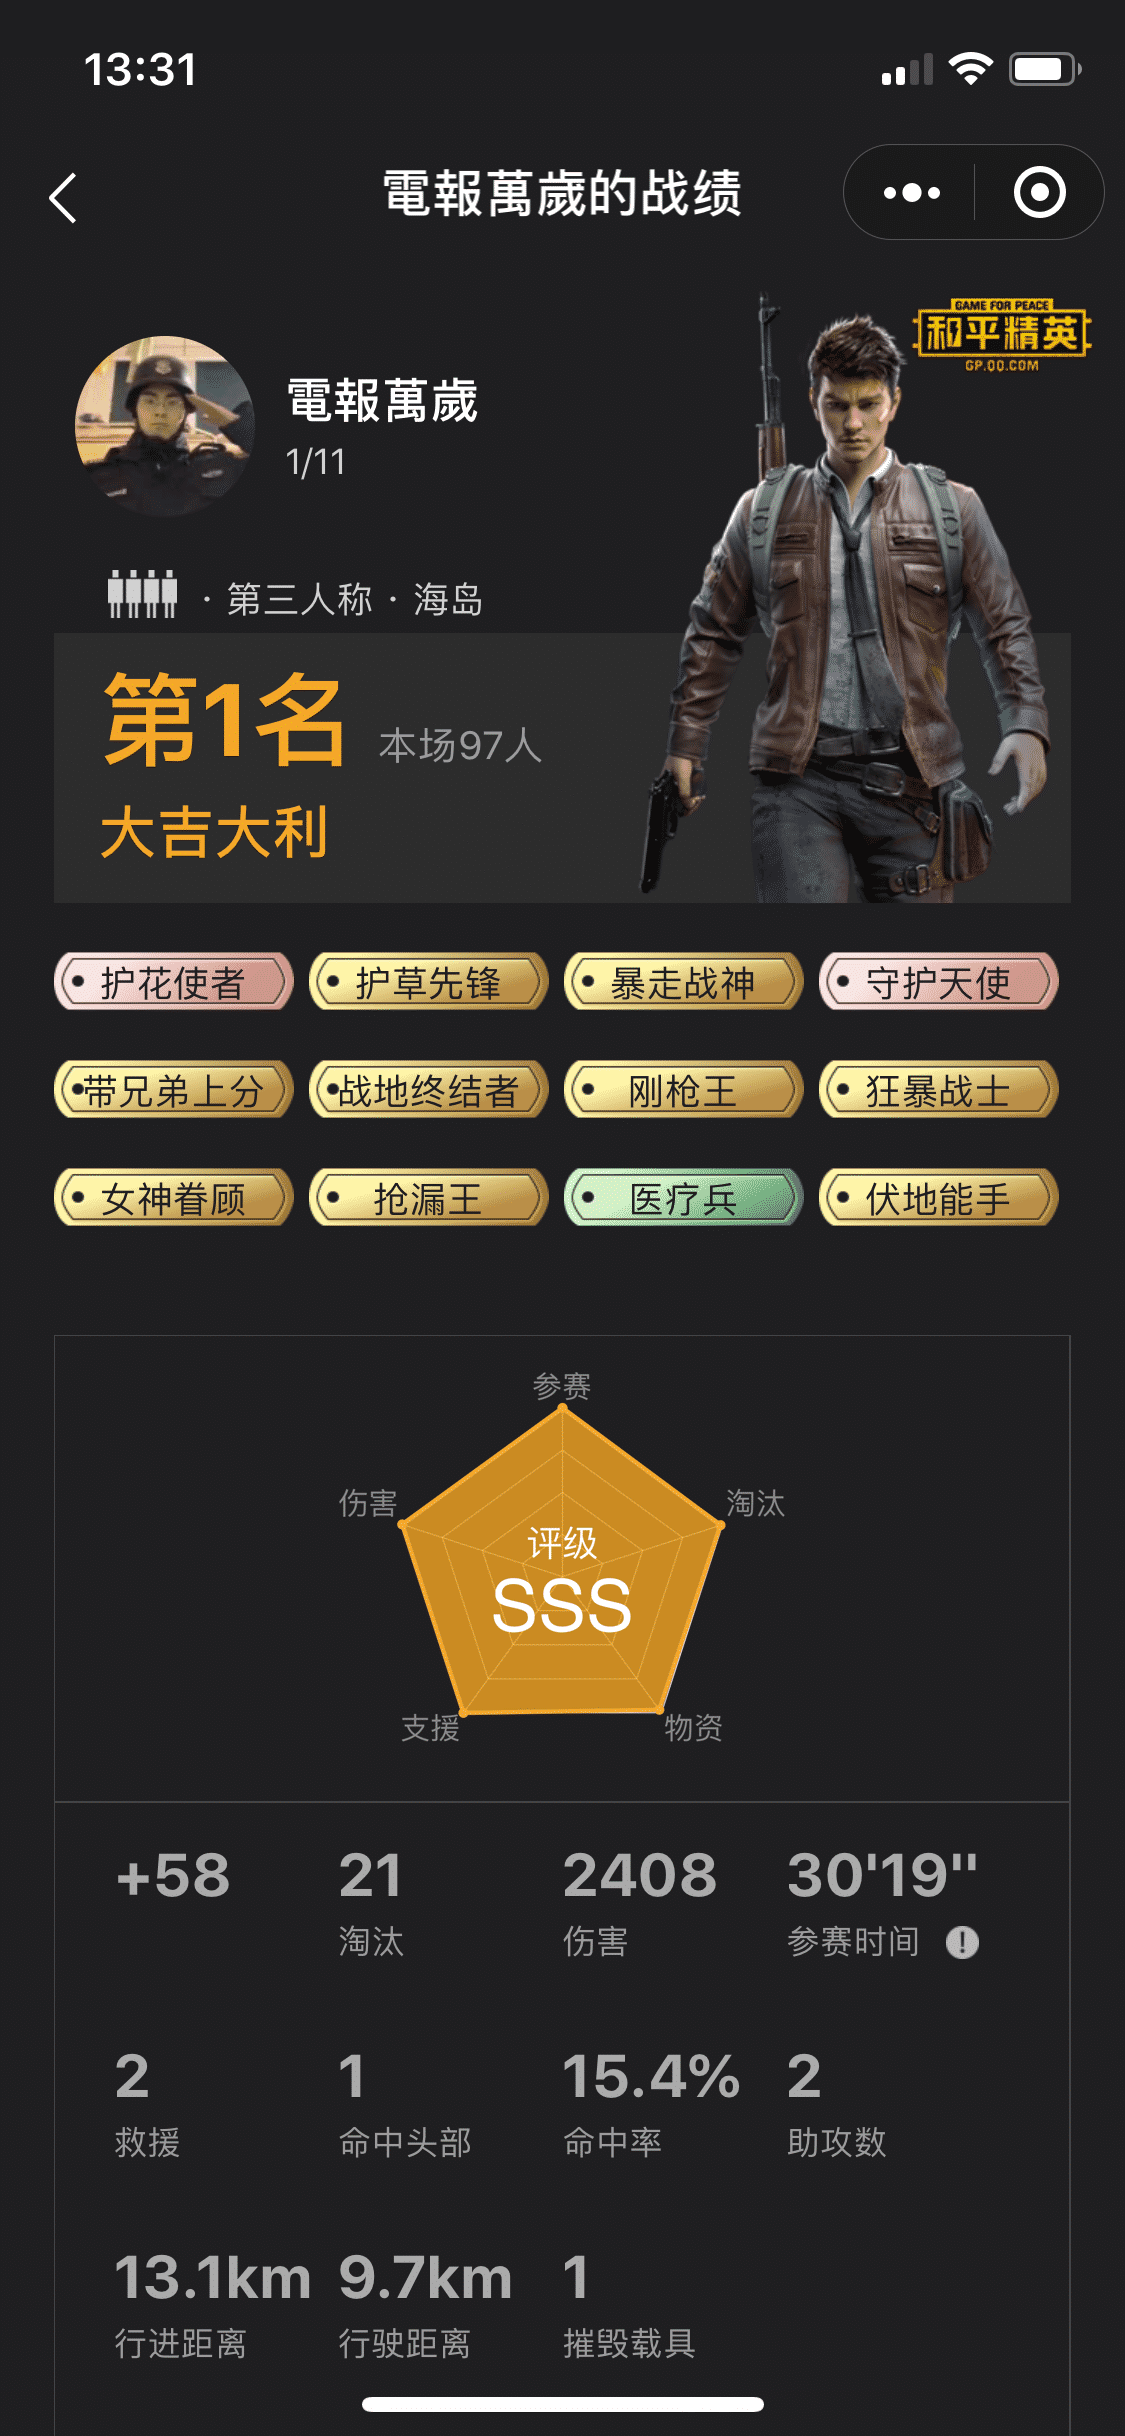 13:31
電報萬歲的战绩
GAME FOR PEACE
和平精英
GP.QQ.COM
電報萬歲
1/11
· 第三人称 · 海岛
第1名 本场97人
大吉大利
护花使者 护草先锋 暴走战神 守护天使
带兄弟上分 战地终结者 刚枪王 狂暴战士
女神眷顾 抢漏王 医疗兵 伏地能手
参赛
伤害 淘汰
评级
SSS
支援 物资
+58 21 2408 30'19"
淘汰 伤害 参赛时间
2 1 15.4% 2
救援 命中头部 命中率 助攻数
13.1km 9.7km 1
行进距离 行驶距离 摧毁载具